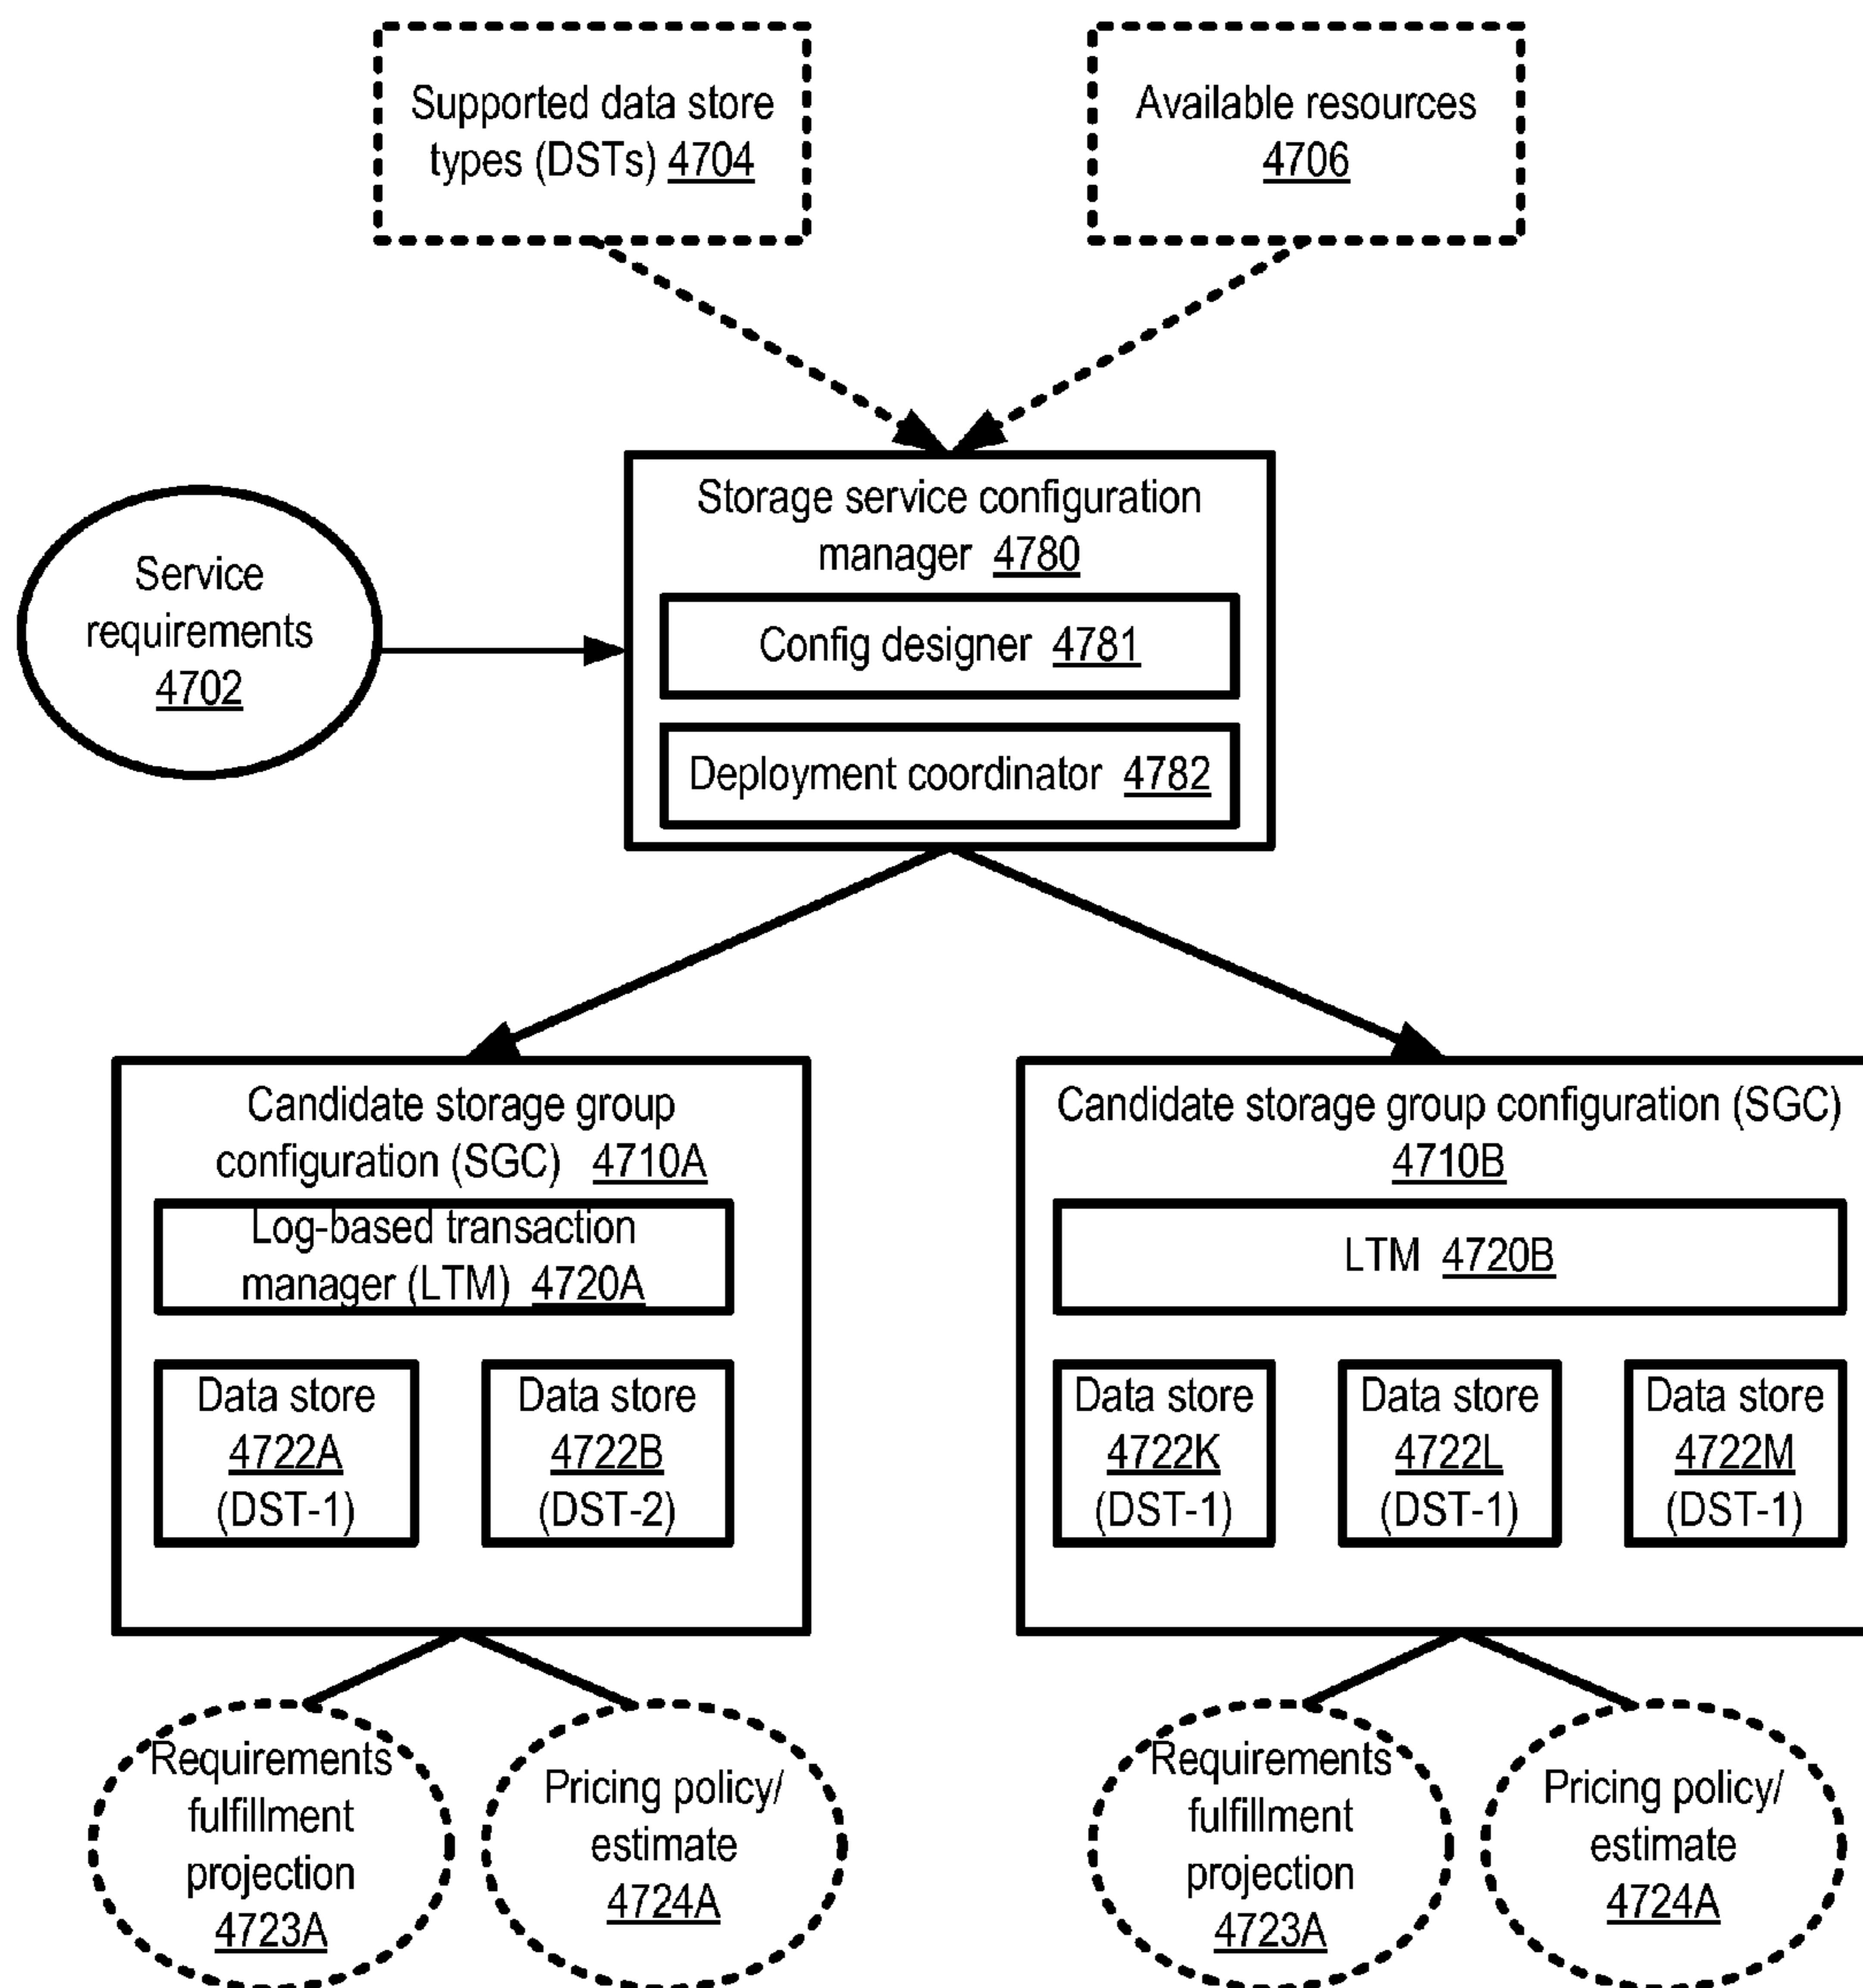 Supported data store
types (DSTs) 4704
Available resources
4706
Service
requirements
4702
Storage service configuration
manager 4780
Config designer 4781
Deployment coordinator 4782
Candidate storage group
configuration (SGC) 4710A
Log-based transaction
manager (LTM) 4720A
Data store
4722A
(DST-1)
Data store
4722B
(DST-2)
Candidate storage group configuration (SGC)
4710B
LTM 4720B
Data store
4722K
(DST-1)
Data store
4722L
(DST-1)
Data store
4722M
(DST-1)
Requirements
fulfillment
projection
4723A
Pricing policy/
estimate
4724A
Requirements
fulfillment
projection
4723A
Pricing policy/
estimate
4724A